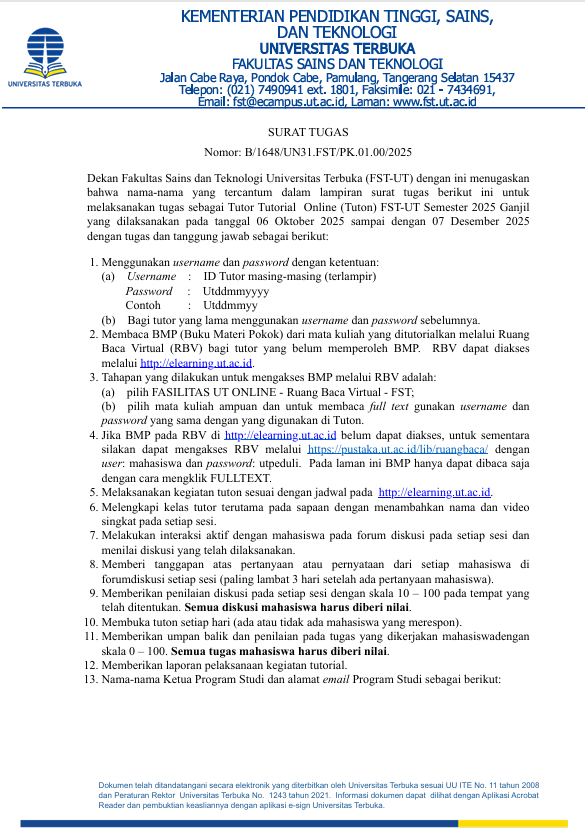 UNIVERSITAS TERBUKA
KEMENTERIAN PENDIDIKAN TINGGI, SAINS,
DAN TEKNOLOGI
UNIVERSITAS TERBUKA
FAKULTAS SAINS DAN TEKNOLOGI
Jalan Cabe Raya, Pondok Cabe, Pamulang, Tangerang Selatan 15437
Telepon: (021) 7490941 ext. 1801, Faksimile: 021 - 7434691,
Email: fst@ecampus.ut.ac.id, Laman: www.fst.ut.ac.id
SURAT TUGAS
Nomor: B/1648/UN31.FST/PK.01.00/2025
Dekan Fakultas Sains dan Teknologi Universitas Terbuka (FST-UT) dengan ini menugaskan
bahwa nama-nama yang tercantum dalam lampiran surat tugas berikut ini untuk
melaksanakan tugas sebagai Tutor Tutorial Online (Tuton) FST-UT Semester 2025 Ganjil
yang dilaksanakan pada tanggal 06 Oktober 2025 sampai dengan 07 Desember 2025
dengan tugas dan tanggung jawab sebagai berikut:
1. Menggunakan username dan password dengan ketentuan:
(a) Username : ID Tutor masing-masing (terlampir)
Password : Utddmmyyyy
Contoh : Utddmmyy
(b) Bagi tutor yang lama menggunakan username dan password sebelumnya.
2. Membaca BMP (Buku Materi Pokok) dari mata kuliah yang ditutorialkan melalui Ruang
Baca Virtual (RBV) bagi tutor yang belum memperoleh BMP. RBV dapat diakses
melalui http://elearning.ut.ac.id.
3. Tahapan yang dilakukan untuk mengakses BMP melalui RBV adalah:
(a) pilih FASILITAS UT ONLINE - Ruang Baca Virtual - FST;
(b) pilih mata kuliah ampuan dan untuk membaca full text gunakan username dan
password yang sama dengan yang digunakan di Tuton.
4. Jika BMP pada RBV di http://elearning.ut.ac.id belum dapat diakses, untuk sementara
silakan dapat mengakses RBV melalui https://pustaka.ut.ac.id/lib/ruangbaca/ dengan
user: mahasiswa dan password: utpeduli. Pada laman ini BMP hanya dapat dibaca saja
dengan cara mengklik FULLTEXT.
5. Melaksanakan kegiatan tuton sesuai dengan jadwal pada http://elearning.ut.ac.id.
6. Melengkapi kelas tutor terutama pada sapaan dengan menambahkan nama dan video
singkat pada setiap sesi.
7. Melakukan interaksi aktif dengan mahasiswa pada forum diskusi pada setiap sesi dan
menilai diskusi yang telah dilaksanakan.
8. Memberi tanggapan atas pertanyaan atau pernyataan dari setiap mahasiswa di
forumdiskusi setiap sesi (paling lambat 3 hari setelah ada pertanyaan mahasiswa).
9. Memberikan penilaian diskusi pada setiap sesi dengan skala 10 – 100 pada tempat yang
telah ditentukan. Semua diskusi mahasiswa harus diberi nilai.
10. Membuka tuton setiap hari (ada atau tidak ada mahasiswa yang merespon).
11. Memberikan umpan balik dan penilaian pada tugas yang dikerjakan mahasiswadengan
skala 0 – 100. Semua tugas mahasiswa harus diberi nilai.
12. Memberikan laporan pelaksanaan kegiatan tutorial.
13. Nama-nama Ketua Program Studi dan alamat email Program Studi sebagai berikut:
Dokumen telah ditandatangani secara elektronik yang diterbitkan oleh Universitas Terbuka sesuai UU ITE No. 11 tahun 2008
dan Peraturan Rektor Universitas Terbuka No. 1243 tahun 2021. Informasi dokumen dapat dilihat dengan Aplikasi Acrobat
Reader dan pembuktian keasliannya dengan aplikasi e-sign Universitas Terbuka.